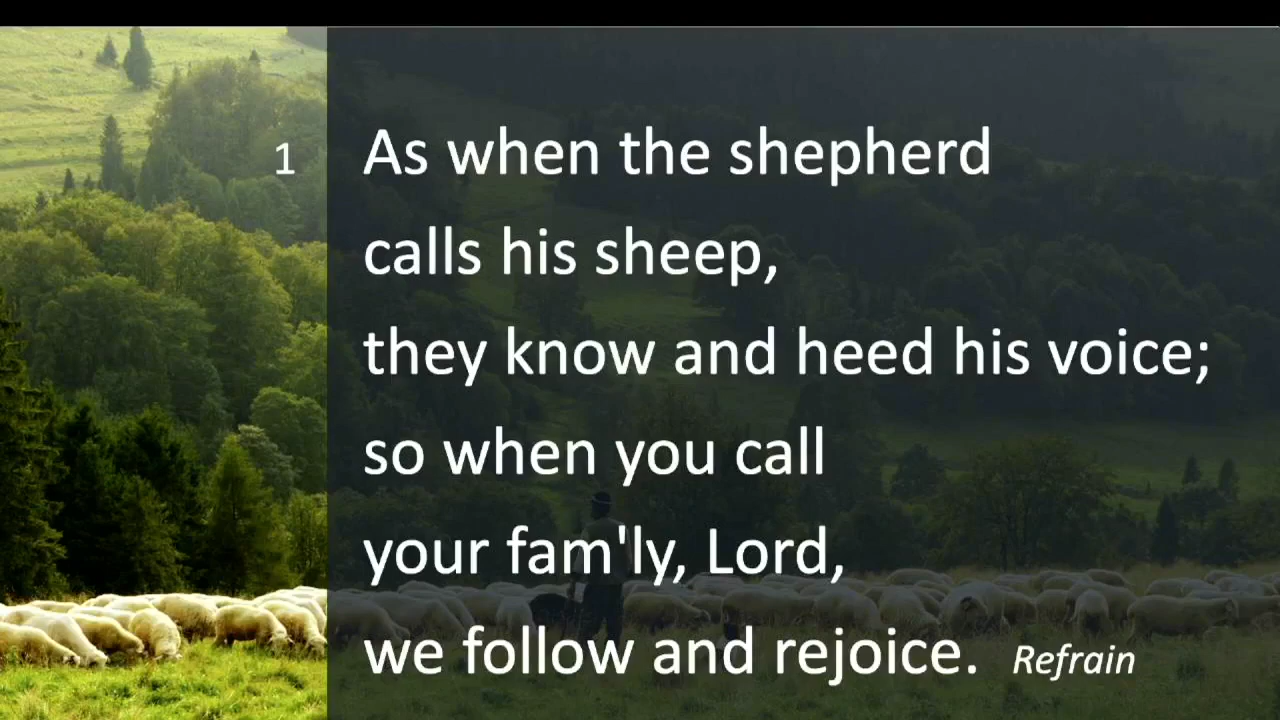 1 As when the shepherd
calls his sheep,
they know and heed his voice;
so when you call
your fam'ly, Lord,
we follow and rejoice. Refrain